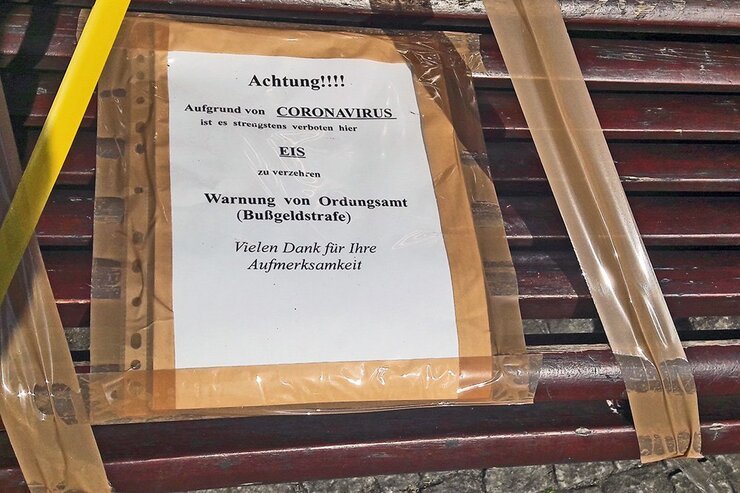 Achtung!!!!
Aufgrund von CORONAVIRUS
ist es strengstens verboten hier
EIS
zu verzehren
Warnung von Ordungsamt
(Bußgeldstrafe)
Vielen Dank für Ihre
Aufmerksamkeit